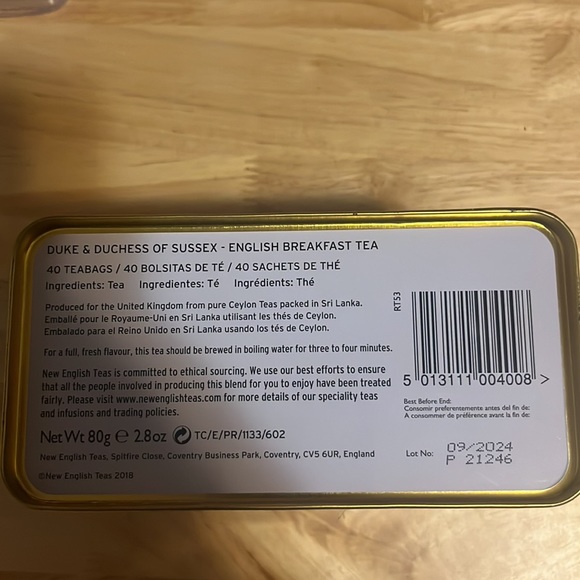 DUKE & DUCHESS OF SUSSEX - ENGLISH BREAKFAST TEA
40 TEABAGS / 40 BOLSITAS DE TÉ / 40 SACHETS DE THÉ
Ingredients: Tea Ingredientes: Té Ingrédients: Thé
Produced for the United Kingdom from pure Ceylon Teas packed in Sri Lanka.
Emballé pour le Royaume-Uni en Sri Lanka utilisant les thés de Ceylon.
Embalado para el Reino Unido en Sri Lanka usando los tés de Ceylon.
For a full, fresh flavour, this tea should be brewed in boiling water for three to four minutes.
New English Teas is committed to ethical sourcing. We use our best efforts to ensure
that all the people involved in producing this blend for you to enjoy have been treated
fairly. Please visit www.newenglishteas.com for more details of our speciality teas
and infusions and trading policies.
Net Wt 80g ℮ 2.8oz TC/E/PR/1133/602
New English Teas, Spitfire Close, Coventry Business Park, Coventry, CV5 6UR, England
©New English Teas 2018
RT53
5 013111 004008 >
Best Before End:
Consomir preferentemente antes del fin de:
A consommer de préférence avant de fin de:
Lot No: 09/2024
P 21246